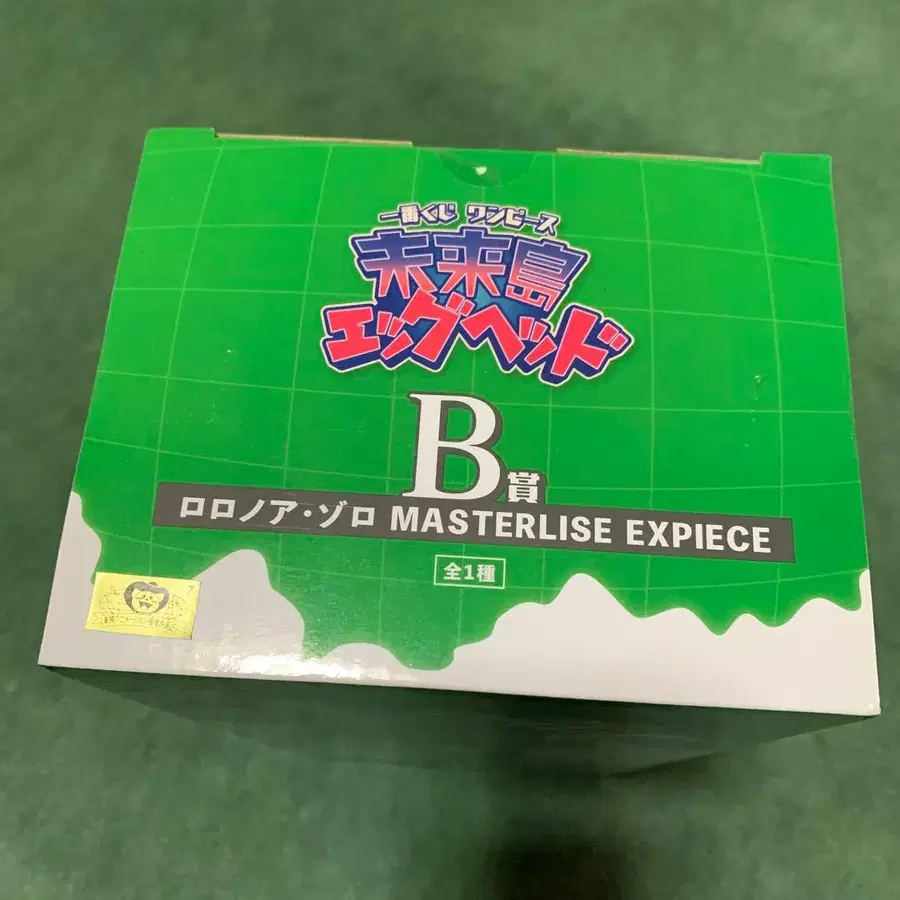 一番くじ ワンピース
未来島
エッグヘッド
B賞
ロロノア・ゾロ MASTERLISE EXPIECE
全1種